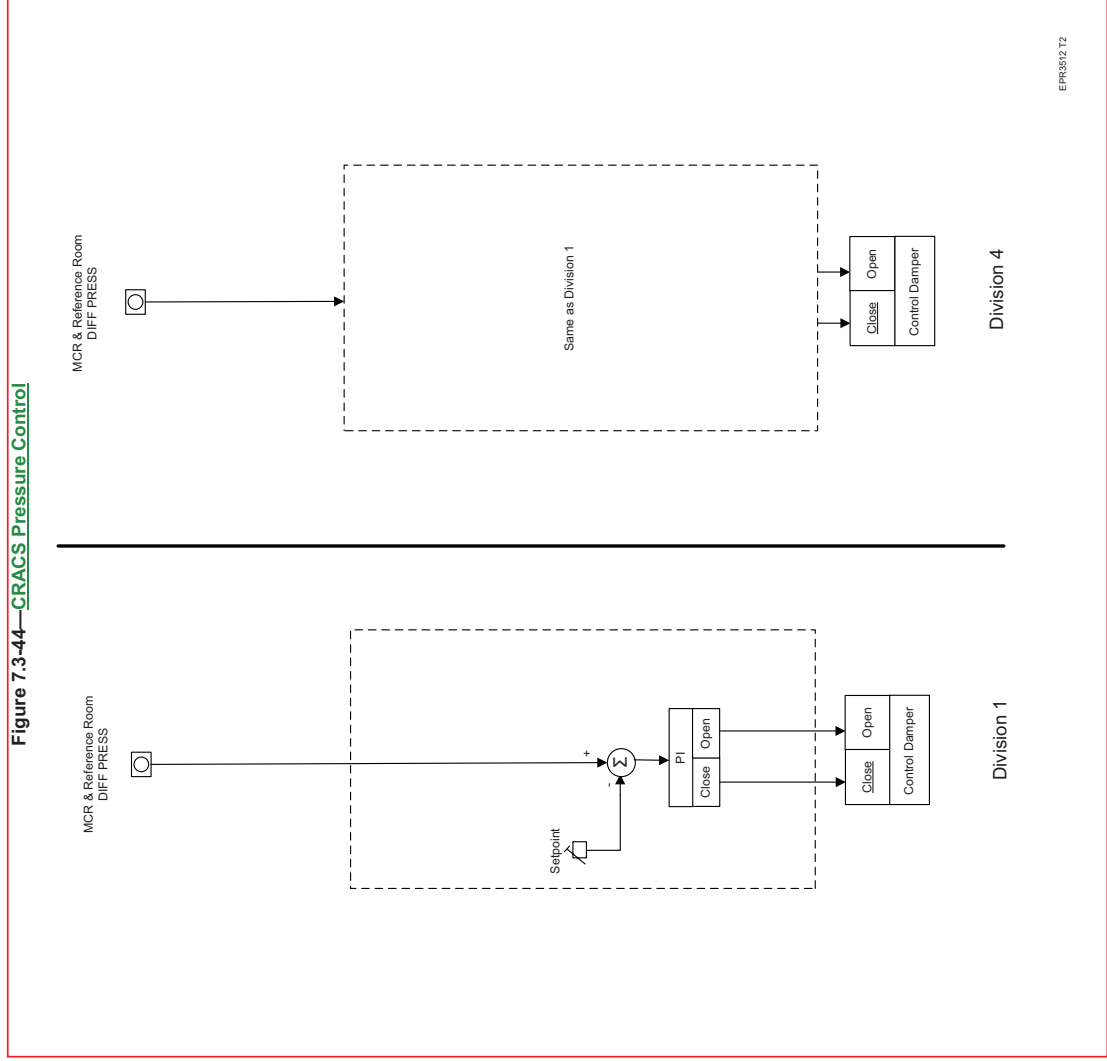 Figure 7.3-44—CRACS Pressure Control
MCR & Reference Room
DIFF PRESS
Setpoint
-
+
Σ
PI
Close
Open
Close
Open
Control Damper
Division 1
MCR & Reference Room
DIFF PRESS
Same as Division 1
Close
Open
Control Damper
Division 4
EPR3512 T2